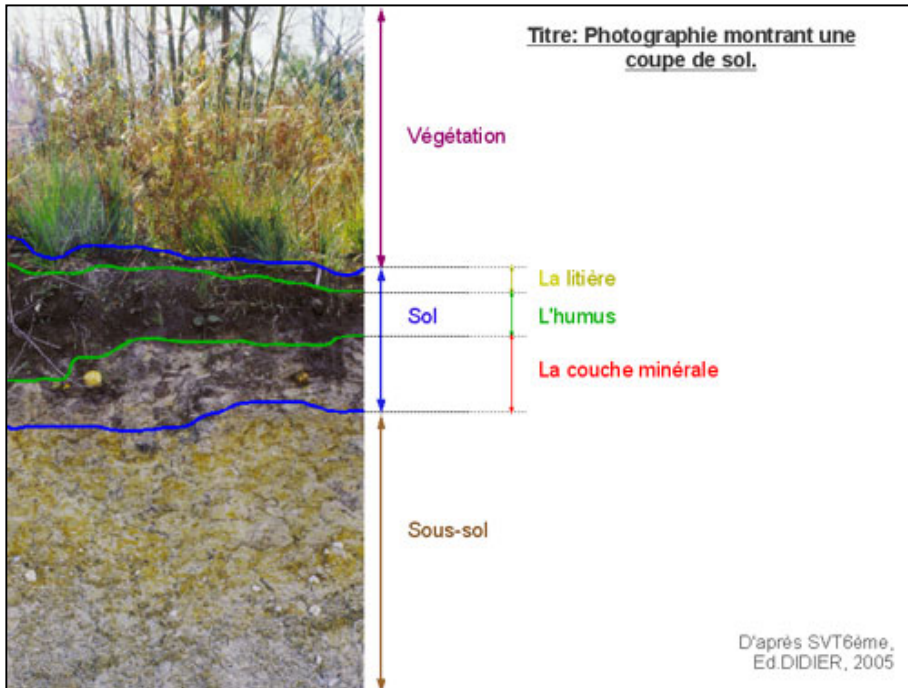 Titre: Photographie montrant une
coupe de sol.
Végétation
La litière
Sol
L'humus
La couche minérale
Sous-sol
D'après SVT6ème,
Ed.DIDIER, 2005